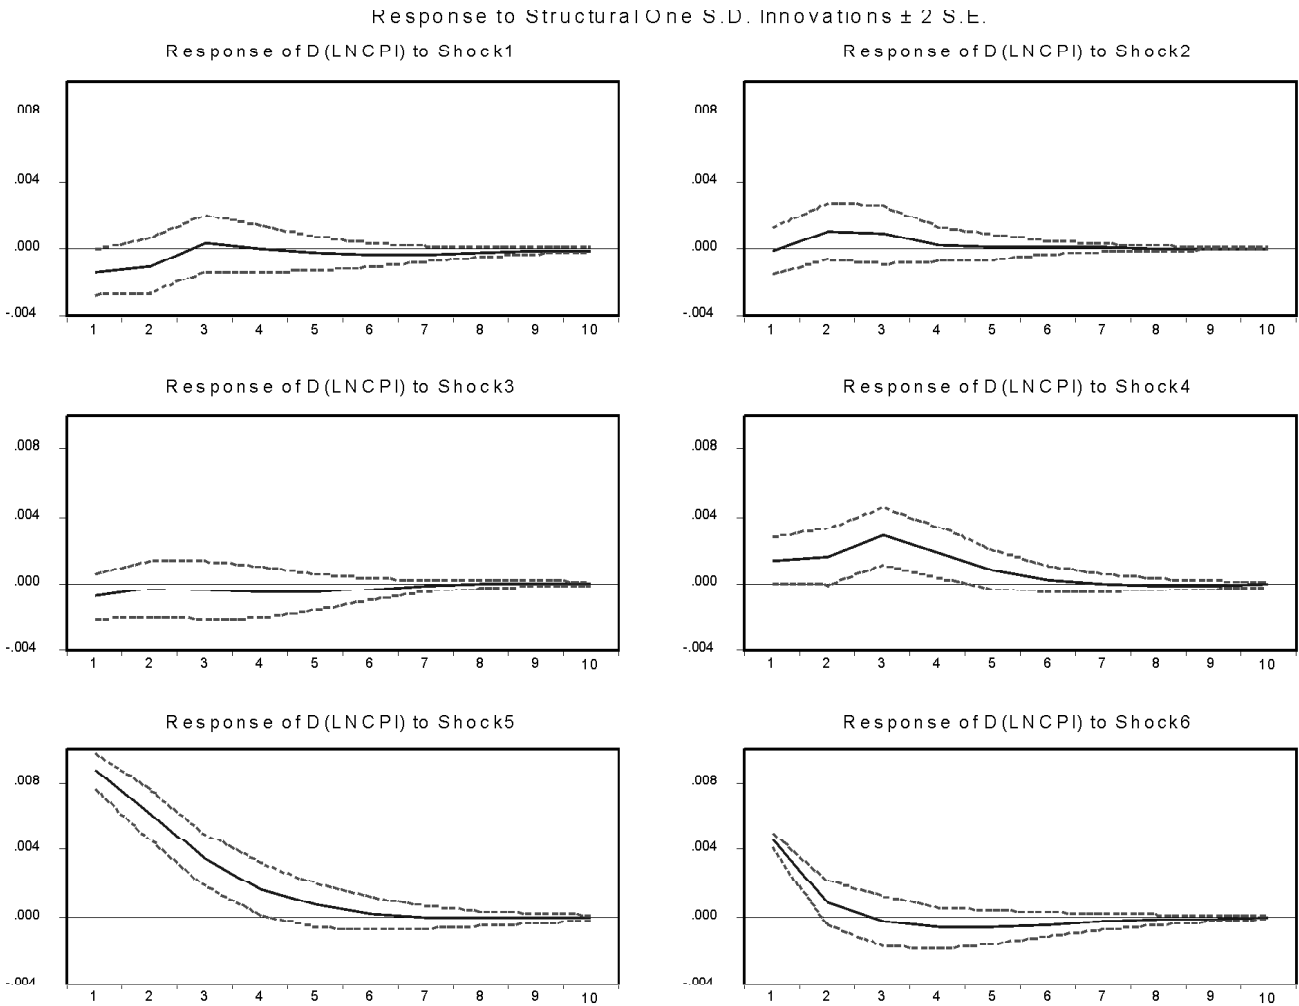 Response to Structural One S.D. Innovations ± 2 S.E.
Response of D(LNCPI) to Shock1
Response of D(LNCPI) to Shock2
.008
.004
.000
-.004
1 2 3 4 5 6 7 8 9 10
.008
.004
.000
-.004
1 2 3 4 5 6 7 8 9 10
Response of D(LNCPI) to Shock3
Response of D(LNCPI) to Shock4
.008
.004
.000
-.004
1 2 3 4 5 6 7 8 9 10
.008
.004
.000
-.004
1 2 3 4 5 6 7 8 9 10
Response of D(LNCPI) to Shock5
Response of D(LNCPI) to Shock6
.008
.004
.000
-.004
1 2 3 4 5 6 7 8 9 10
.008
.004
.000
-.004
1 2 3 4 5 6 7 8 9 10